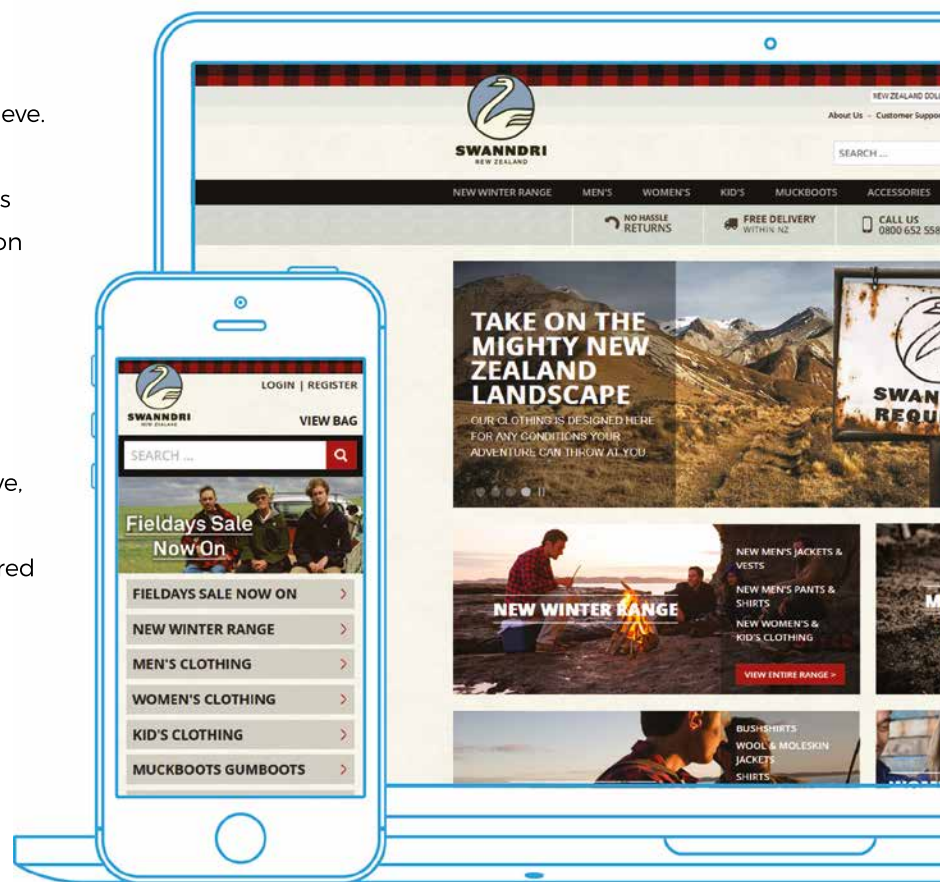 eve.
s
on
ve,
red
SWANNDRI
NEW ZEALAND
About Us - Customer Suppor
SEARCH ...
NEW WINTER RANGE MEN'S WOMEN'S KID'S MUCKBOOTS ACCESSORIES
NO HASSLE
RETURNS
FREE DELIVERY
WITHIN NZ
CALL US
0800 652 558
TAKE ON THE
MIGHTY NEW
ZEALAND
LANDSCAPE
OUR CLOTHING IS DESIGNED HERE
FOR ANY CONDITIONS YOUR
ADVENTURE CAN THROW AT YOU.
SWAN
REQU
NEW WINTER RANGE
NEW MEN'S JACKETS &
VESTS
NEW MEN'S PANTS &
SHIRTS
NEW WOMEN'S &
KID'S CLOTHING
VIEW ENTIRE RANGE >
M
BUSHSHIRTS
WOOL & MOLESKIN
JACKETS
SHIRTS
LOGIN | REGISTER
SWANNDRI
NEW ZEALAND
VIEW BAG
SEARCH ...
Fieldays Sale
Now On
FIELDAYS SALE NOW ON >
NEW WINTER RANGE >
MEN'S CLOTHING >
WOMEN'S CLOTHING >
KID'S CLOTHING >
MUCKBOOTS GUMBOOTS >